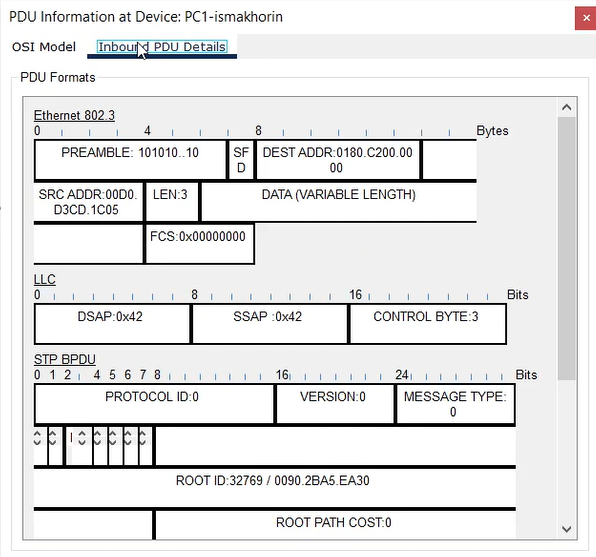 PDU Information at Device: PC1-ismakhorin
OSI Model Inbound PDU Details
PDU Formats
Ethernet 802.3
0 4 8 Bytes
PREAMBLE: 101010..10 SF DEST ADDR:0180.C200.00
D 00
SRC ADDR:00D0. LEN:3 DATA (VARIABLE LENGTH)
D3CD.1C05
FCS:0x00000000
LLC
0 8 16 Bits
DSAP:0x42 SSAP :0x42 CONTROL BYTE:3
STP BPDU
0 1 2 4 5 6 7 8 16 24 Bits
PROTOCOL ID:0 VERSION:0 MESSAGE TYPE:
0
ROOT ID:32769 / 0090.2BA5.EA30
ROOT PATH COST:0